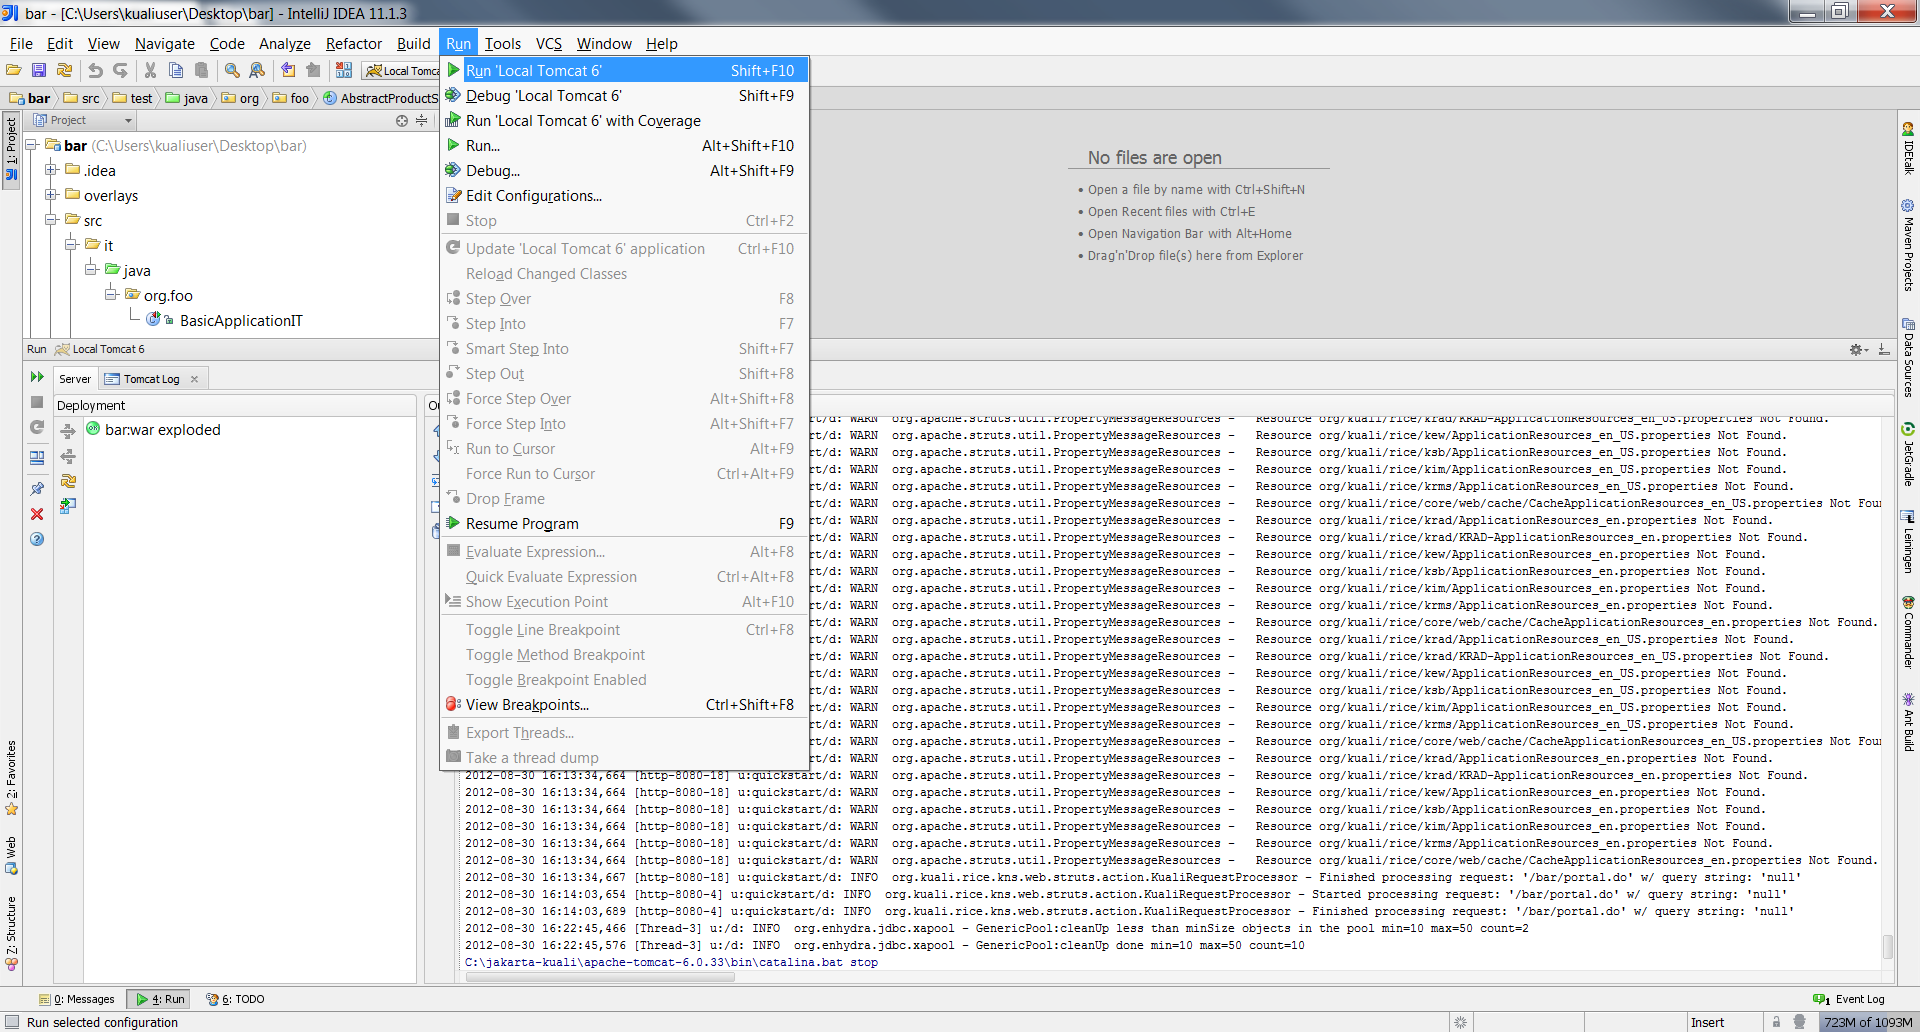 bar - [C:\Users\kualiuser\Desktop\bar] - IntelliJ IDEA 11.1.3
File Edit View Navigate Code Analyze Refactor Build Run Tools VCS Window Help
Local Tomca
bar src test java org foo AbstractProductS
Project
1: Project
bar (C:\Users\kualiuser\Desktop\bar)
.idea
overlays
src
it
java
org.foo
BasicApplicationIT
Run 'Local Tomcat 6' Shift+F10
Debug 'Local Tomcat 6' Shift+F9
Run 'Local Tomcat 6' with Coverage
Run... Alt+Shift+F10
Debug... Alt+Shift+F9
Edit Configurations...
Stop Ctrl+F2
Update 'Local Tomcat 6' application Ctrl+F10
Reload Changed Classes
Step Over F8
Step Into F7
Smart Step Into Shift+F7
Step Out Shift+F8
Force Step Over Alt+Shift+F8
Force Step Into Alt+Shift+F7
Run to Cursor Alt+F9
Force Run to Cursor Ctrl+Alt+F9
Drop Frame
Resume Program F9
Evaluate Expression... Alt+F8
Quick Evaluate Expression Ctrl+Alt+F8
Show Execution Point Alt+F10
Toggle Line Breakpoint Ctrl+F8
Toggle Method Breakpoint
Toggle Breakpoint Enabled
View Breakpoints... Ctrl+Shift+F8
Export Threads...
Take a thread dump
No files are open
• Open a file by name with Ctrl+Shift+N
• Open Recent files with Ctrl+E
• Open Navigation Bar with Alt+Home
• Drag'n'Drop file(s) here from Explorer
IDEtalk
Maven Projects
Data Sources
JetGradle
Leiningen
Commander
Ant Build
Run Local Tomcat 6
Server Tomcat Log
Deployment
Ou
bar:war exploded
rt/d: WARN org.apache.struts.util.PropertyMessageResources - Resource org/kuali/rice/krad/KRAD-ApplicationResources_en_US.properties Not Found.
rt/d: WARN org.apache.struts.util.PropertyMessageResources - Resource org/kuali/rice/kew/ApplicationResources_en_US.properties Not Found.
rt/d: WARN org.apache.struts.util.PropertyMessageResources - Resource org/kuali/rice/ksb/ApplicationResources_en_US.properties Not Found.
rt/d: WARN org.apache.struts.util.PropertyMessageResources - Resource org/kuali/rice/kim/ApplicationResources_en_US.properties Not Found.
rt/d: WARN org.apache.struts.util.PropertyMessageResources - Resource org/kuali/rice/krms/ApplicationResources_en_US.properties Not Found.
rt/d: WARN org.apache.struts.util.PropertyMessageResources - Resource org/kuali/rice/core/web/cache/CacheApplicationResources_en_US.properties Not Foun
rt/d: WARN org.apache.struts.util.PropertyMessageResources - Resource org/kuali/rice/krad/ApplicationResources_en.properties Not Found.
rt/d: WARN org.apache.struts.util.PropertyMessageResources - Resource org/kuali/rice/krad/KRAD-ApplicationResources_en.properties Not Found.
rt/d: WARN org.apache.struts.util.PropertyMessageResources - Resource org/kuali/rice/kew/ApplicationResources_en.properties Not Found.
rt/d: WARN org.apache.struts.util.PropertyMessageResources - Resource org/kuali/rice/ksb/ApplicationResources_en.properties Not Found.
rt/d: WARN org.apache.struts.util.PropertyMessageResources - Resource org/kuali/rice/kim/ApplicationResources_en.properties Not Found.
rt/d: WARN org.apache.struts.util.PropertyMessageResources - Resource org/kuali/rice/krms/ApplicationResources_en.properties Not Found.
rt/d: WARN org.apache.struts.util.PropertyMessageResources - Resource org/kuali/rice/core/web/cache/CacheApplicationResources_en.properties Not Found.
rt/d: WARN org.apache.struts.util.PropertyMessageResources - Resource org/kuali/rice/krad/ApplicationResources_en_US.properties Not Found.
rt/d: WARN org.apache.struts.util.PropertyMessageResources - Resource org/kuali/rice/krad/KRAD-ApplicationResources_en_US.properties Not Found.
rt/d: WARN org.apache.struts.util.PropertyMessageResources - Resource org/kuali/rice/kew/ApplicationResources_en_US.properties Not Found.
rt/d: WARN org.apache.struts.util.PropertyMessageResources - Resource org/kuali/rice/ksb/ApplicationResources_en_US.properties Not Found.
rt/d: WARN org.apache.struts.util.PropertyMessageResources - Resource org/kuali/rice/kim/ApplicationResources_en_US.properties Not Found.
rt/d: WARN org.apache.struts.util.PropertyMessageResources - Resource org/kuali/rice/krms/ApplicationResources_en_US.properties Not Found.
rt/d: WARN org.apache.struts.util.PropertyMessageResources - Resource org/kuali/rice/core/web/cache/CacheApplicationResources_en_US.properties Not Foun
rt/d: WARN org.apache.struts.util.PropertyMessageResources - Resource org/kuali/rice/krad/ApplicationResources_en.properties Not Found.
2012-08-30 16:13:34,664 [http-8080-18] u:quickstart/d: WARN org.apache.struts.util.PropertyMessageResources - Resource org/kuali/rice/krad/KRAD-ApplicationResources_en.properties Not Found.
2012-08-30 16:13:34,664 [http-8080-18] u:quickstart/d: WARN org.apache.struts.util.PropertyMessageResources - Resource org/kuali/rice/kew/ApplicationResources_en.properties Not Found.
2012-08-30 16:13:34,664 [http-8080-18] u:quickstart/d: WARN org.apache.struts.util.PropertyMessageResources - Resource org/kuali/rice/ksb/ApplicationResources_en.properties Not Found.
2012-08-30 16:13:34,664 [http-8080-18] u:quickstart/d: WARN org.apache.struts.util.PropertyMessageResources - Resource org/kuali/rice/kim/ApplicationResources_en.properties Not Found.
2012-08-30 16:13:34,664 [http-8080-18] u:quickstart/d: WARN org.apache.struts.util.PropertyMessageResources - Resource org/kuali/rice/krms/ApplicationResources_en.properties Not Found.
2012-08-30 16:13:34,664 [http-8080-18] u:quickstart/d: WARN org.apache.struts.util.PropertyMessageResources - Resource org/kuali/rice/core/web/cache/CacheApplicationResources_en.properties Not Found.
2012-08-30 16:13:34,667 [http-8080-18] u:quickstart/d: INFO org.kuali.rice.kns.web.struts.action.KualiRequestProcessor - Finished processing request: '/bar/portal.do' w/ query string: 'null'
2012-08-30 16:14:03,654 [http-8080-4] u:quickstart/d: INFO org.kuali.rice.kns.web.struts.action.KualiRequestProcessor - Started processing request: '/bar/portal.do' w/ query string: 'null'
2012-08-30 16:14:03,689 [http-8080-4] u:quickstart/d: INFO org.kuali.rice.kns.web.struts.action.KualiRequestProcessor - Finished processing request: '/bar/portal.do' w/ query string: 'null'
2012-08-30 16:22:45,466 [Thread-3] u:/d: INFO org.enhydra.jdbc.xapool - GenericPool:cleanUp less than minSize objects in the pool min=10 max=50 count=2
2012-08-30 16:22:45,576 [Thread-3] u:/d: INFO org.enhydra.jdbc.xapool - GenericPool:cleanUp done min=10 max=50 count=10
C:\jakarta-kuali\apache-tomcat-6.0.33\bin\catalina.bat stop
2: Favorites
Web
Z: Structure
0: Messages 4: Run 6: TODO
1 Event Log
Run selected configuration
Insert
723M of 1093M